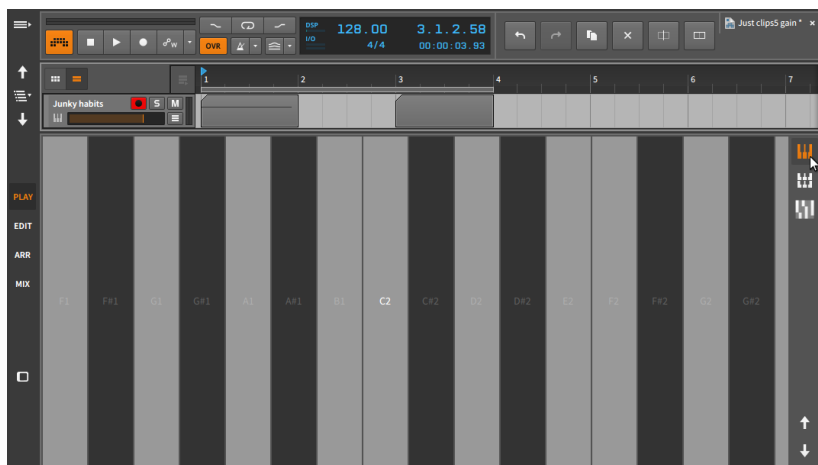 DSP
I/O
128.00
4/4
3.1.2.58
00:00:03.93
Just clips5 gain *
×
W
OVR
1 2 3 4 5 6 7
Junky habits
S M
PLAY
EDIT
ARR
MIX
F1 F#1 G1 G#1 A1 A#1 B1 C2 C#2 D2 D#2 E2 F2 F#2 G2 G#2